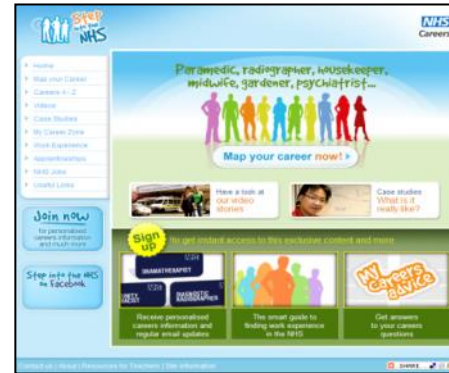 Step
into the
NHS
NHS
Careers
Home
Map your Career
Careers A - Z
Videos
Case Studies
My Career Zone
Work Experience
Apprenticeships
NHS Jobs
Useful Links
Paramedic, radiographer, housekeeper,
midwife, gardener, psychiatrist...
Map your career now!
Have a look at
our video
stories
Case studies
What is it
really like?
Join now
for personalised
careers information
and much more
Step into the NHS
on Facebook
Sign
up
to get instant access to this exclusive content and more
DRAMATHERAPIST
DIAGNOSTIC
RADIOGRAPHER
My
Careers
advice
Receive personalised
careers information and
regular email updates
The smart guide to
finding work experience
in the NHS
Get answers
to your careers
questions
Contact us | About | Resources for Teachers | Site information
SHARE